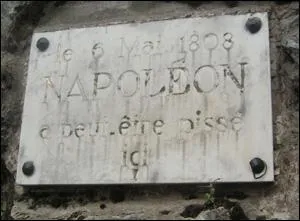 le 6 Mai 1808
NAPOLÉON
a peut.être pissé
ici